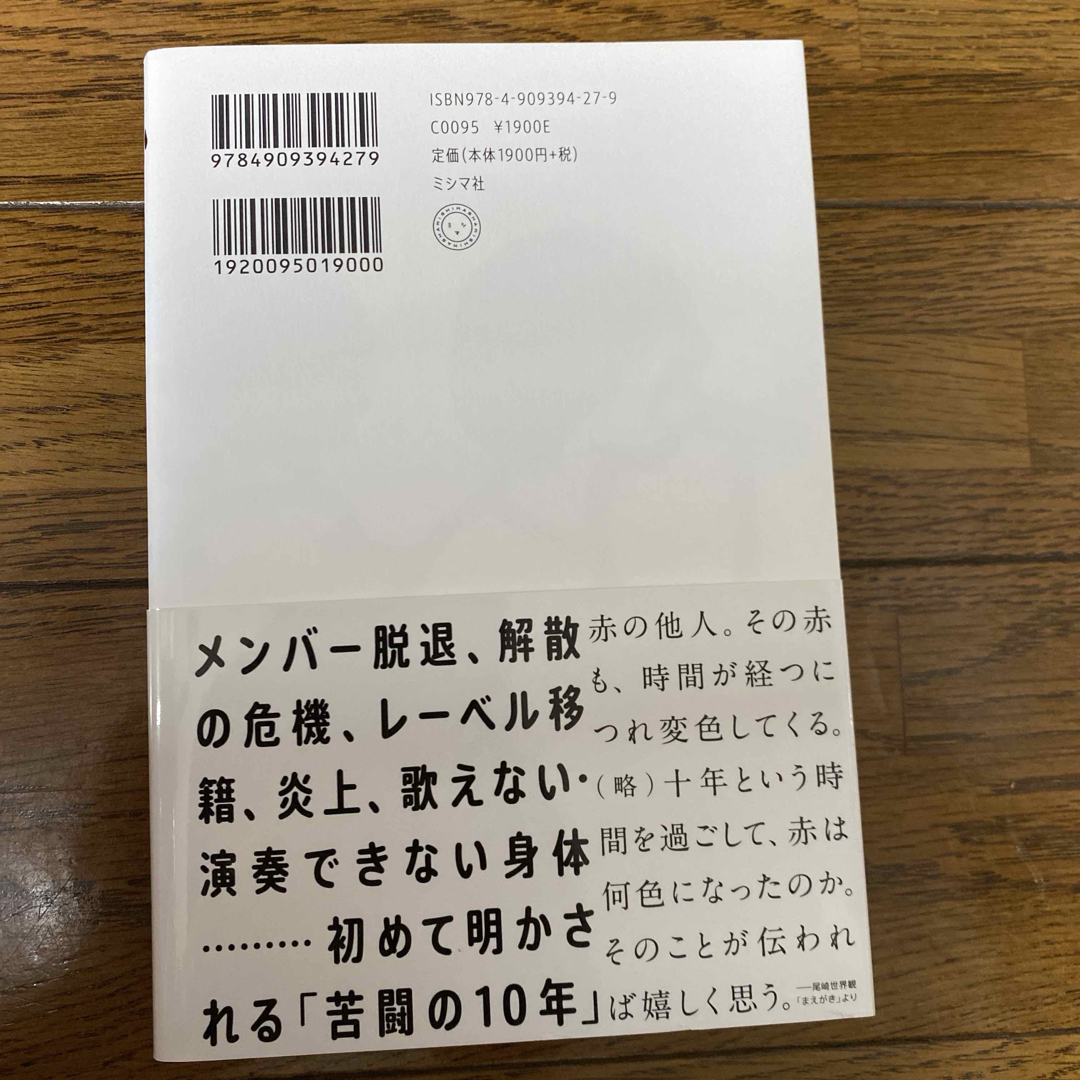 9784909394279
1920095019000
ISBN978-4-909394-27-9
C0095 ¥1900E
定価(本体1900円+税)
ミシマ社
メンバー脱退、解散
の危機、レーベル移
籍、炎上、歌えない・
演奏できない身体
………初めて明かさ
れる「苦闘の10年」
赤の他人。その赤
も、時間が経つに
つれ変色してくる。
(略)十年という時
間を過ごして、赤は
何色になったのか。
そのことが伝われ
ば嬉しく思う。
──尾崎世界観
「まえがき」より